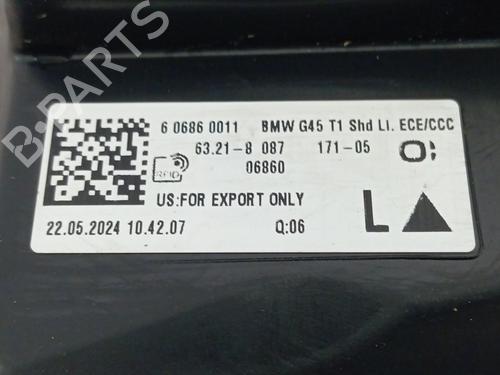 6 0686 0011 BMW G45 T1 Shd LI. ECE/CCC
63.21-8 087 171-05
RFID 06860
US:FOR EXPORT ONLY
22.05.2024 10.42.07 Q:06 L
B-PARTS